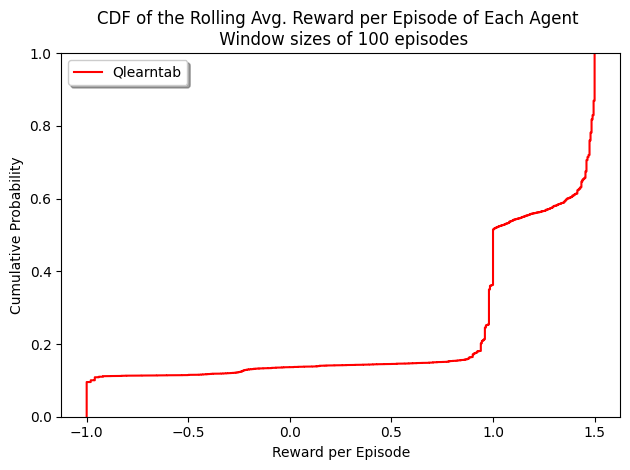 CDF of the Rolling Avg. Reward per Episode of Each Agent
Window sizes of 100 episodes
Qlearntab
1.0
0.8
0.6
0.4
0.2
0.0
Cumulative Probability
−1.0 −0.5 0.0 0.5 1.0 1.5
Reward per Episode